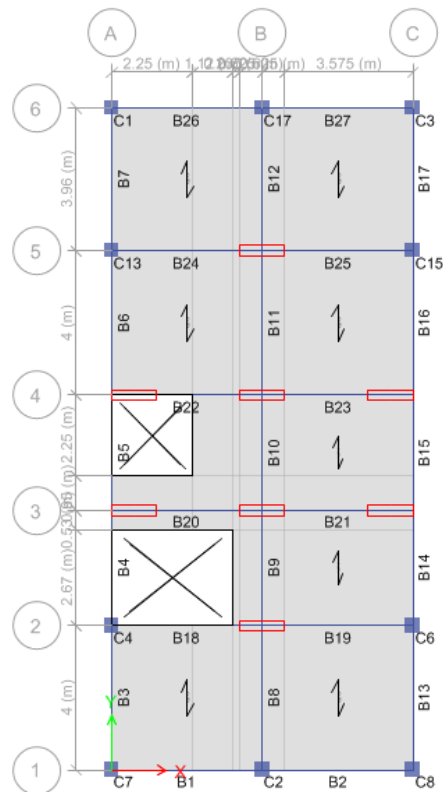 A B C
2.25 (m) 3.575 (m)
6
C1 B26 C17 B27 C3
3.96 (m) B7 B12 B17
5
C13 B24 B25 C15
4 (m) B6 B11 B16
4
B22 B23
2.25 (m) B5 B10 B15
3
B20 B21
2.67 (m) B4 B9 B14
2
C4 B18 B19 C6
4 (m) B3 B8 B13
Y
1 X
C7 B1 C2 B2 C8